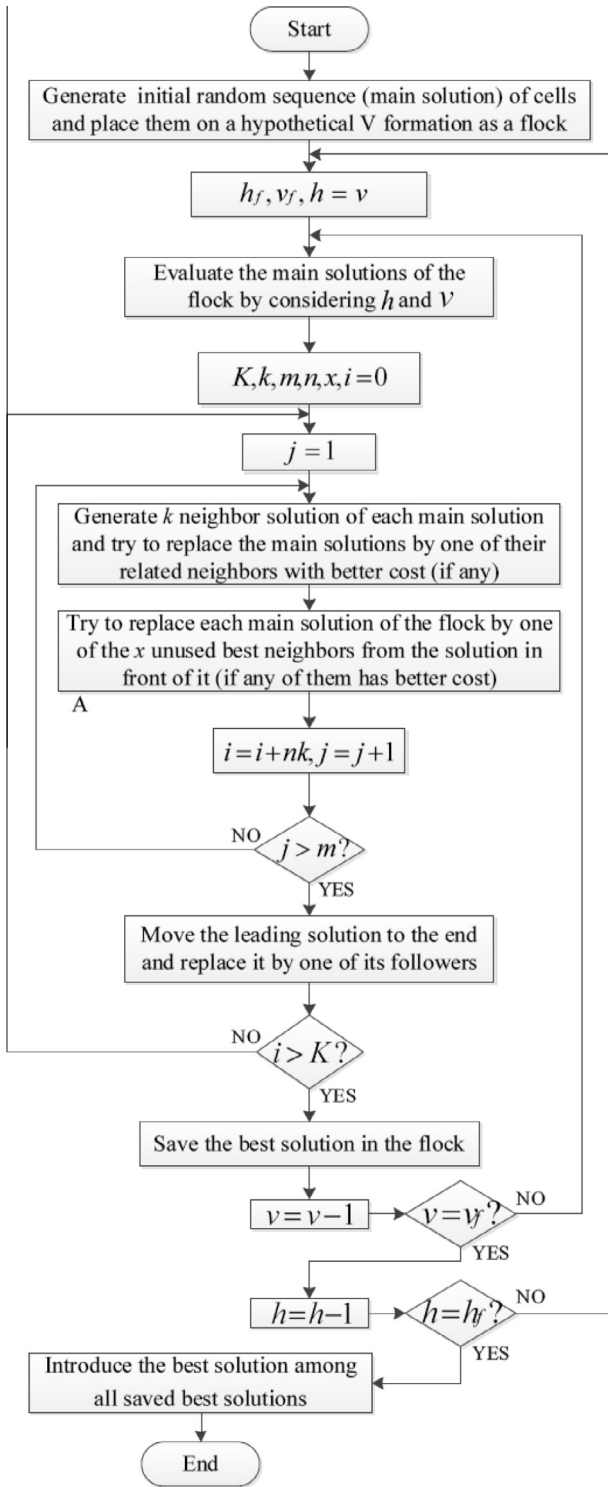 Start
Generate initial random sequence (main solution) of cells
and place them on a hypothetical V formation as a flock
h_f, v_f, h = v
Evaluate the main solutions of the
flock by considering h and v
K, k, m, n, x, i = 0
j = 1
Generate k neighbor solution of each main solution
and try to replace the main solutions by one of their
related neighbors with better cost (if any)
Try to replace each main solution of the flock by one
of the x unused best neighbors from the solution in
front of it (if any of them has better cost)
A
i = i + nk, j = j + 1
NO
j > m?
YES
Move the leading solution to the end
and replace it by one of its followers
NO
i > K?
YES
Save the best solution in the flock
v = v − 1
v = v_f?
NO
YES
h = h − 1
h = h_f?
NO
YES
Introduce the best solution among
all saved best solutions
End